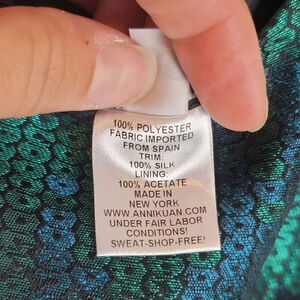 100% POLYESTER
FABRIC IMPORTED
FROM SPAIN
TRIM:
100% SILK
LINING:
100% ACETATE
MADE IN
NEW YORK
WWW.ANNIKUAN.COM
UNDER FAIR LABOR
CONDITIONS!
SWEAT-SHOP-FREE!